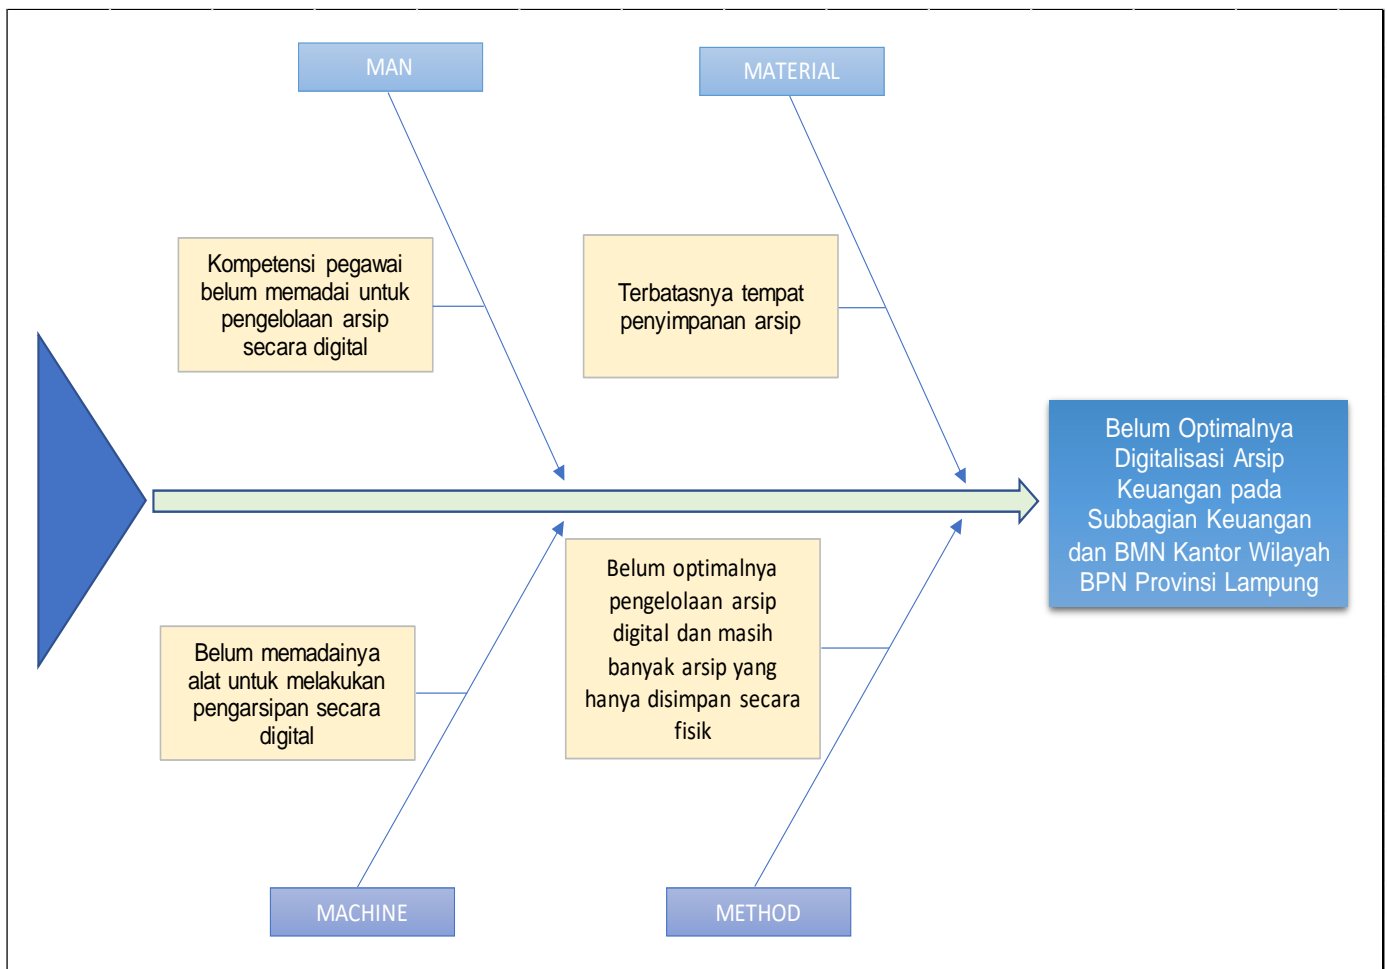 MAN
MATERIAL
Kompetensi pegawai
belum memadai untuk
pengelolaan arsip
secara digital
Terbatasnya tempat
penyimpanan arsip
Belum Optimalnya
Digitalisasi Arsip
Keuangan pada
Subbagian Keuangan
dan BMN Kantor Wilayah
BPN Provinsi Lampung
Belum memadainya
alat untuk melakukan
pengarsipan secara
digital
Belum optimalnya
pengelolaan arsip
digital dan masih
banyak arsip yang
hanya disimpan secara
fisik
MACHINE
METHOD